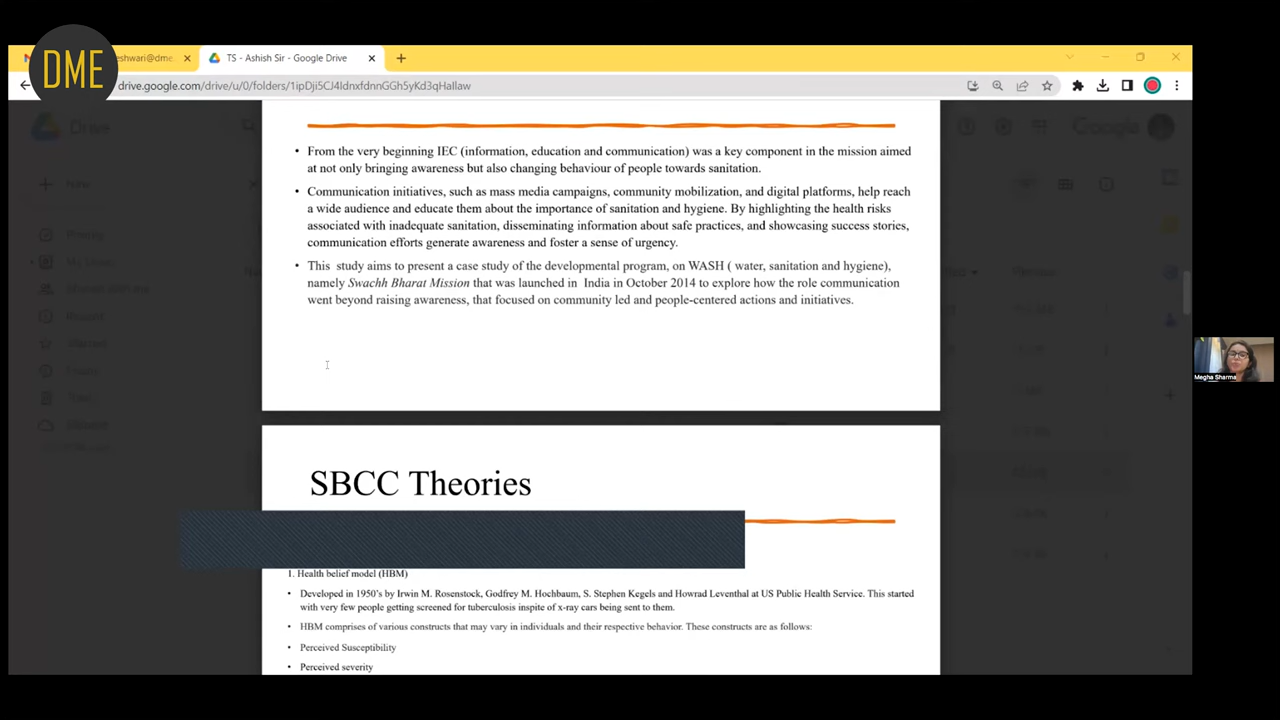 DME
eshwari@dme.
TS - Ashish Sir - Google Drive
drive.google.com/drive/u/0/folders/1ipDji5CJ4IdnxfdnnGGh5yKd3qHaIlaw
Drive
Google
• From the very beginning IEC (information, education and communication) was a key component in the mission aimed
at not only bringing awareness but also changing behaviour of people towards sanitation.
• Communication initiatives, such as mass media campaigns, community mobilization, and digital platforms, help reach
a wide audience and educate them about the importance of sanitation and hygiene. By highlighting the health risks
associated with inadequate sanitation, disseminating information about safe practices, and showcasing success stories,
communication efforts generate awareness and foster a sense of urgency.
• This study aims to present a case study of the developmental program, on WASH ( water, sanitation and hygiene),
namely Swachh Bharat Mission that was launched in India in October 2014 to explore how the role communication
went beyond raising awareness, that focused on community led and people-centered actions and initiatives.
Megha Sharma
SBCC Theories
1. Health belief model (HBM)
• Developed in 1950's by Irwin M. Rosenstock, Godfrey M. Hochbaum, S. Stephen Kegels and Howrad Leventhal at US Public Health Service. This started
with very few people getting screened for tuberculosis inspite of x-ray cars being sent to them.
• HBM comprises of various constructs that may vary in individuals and their respective behavior. These constructs are as follows:
• Perceived Susceptibility
• Perceived severity